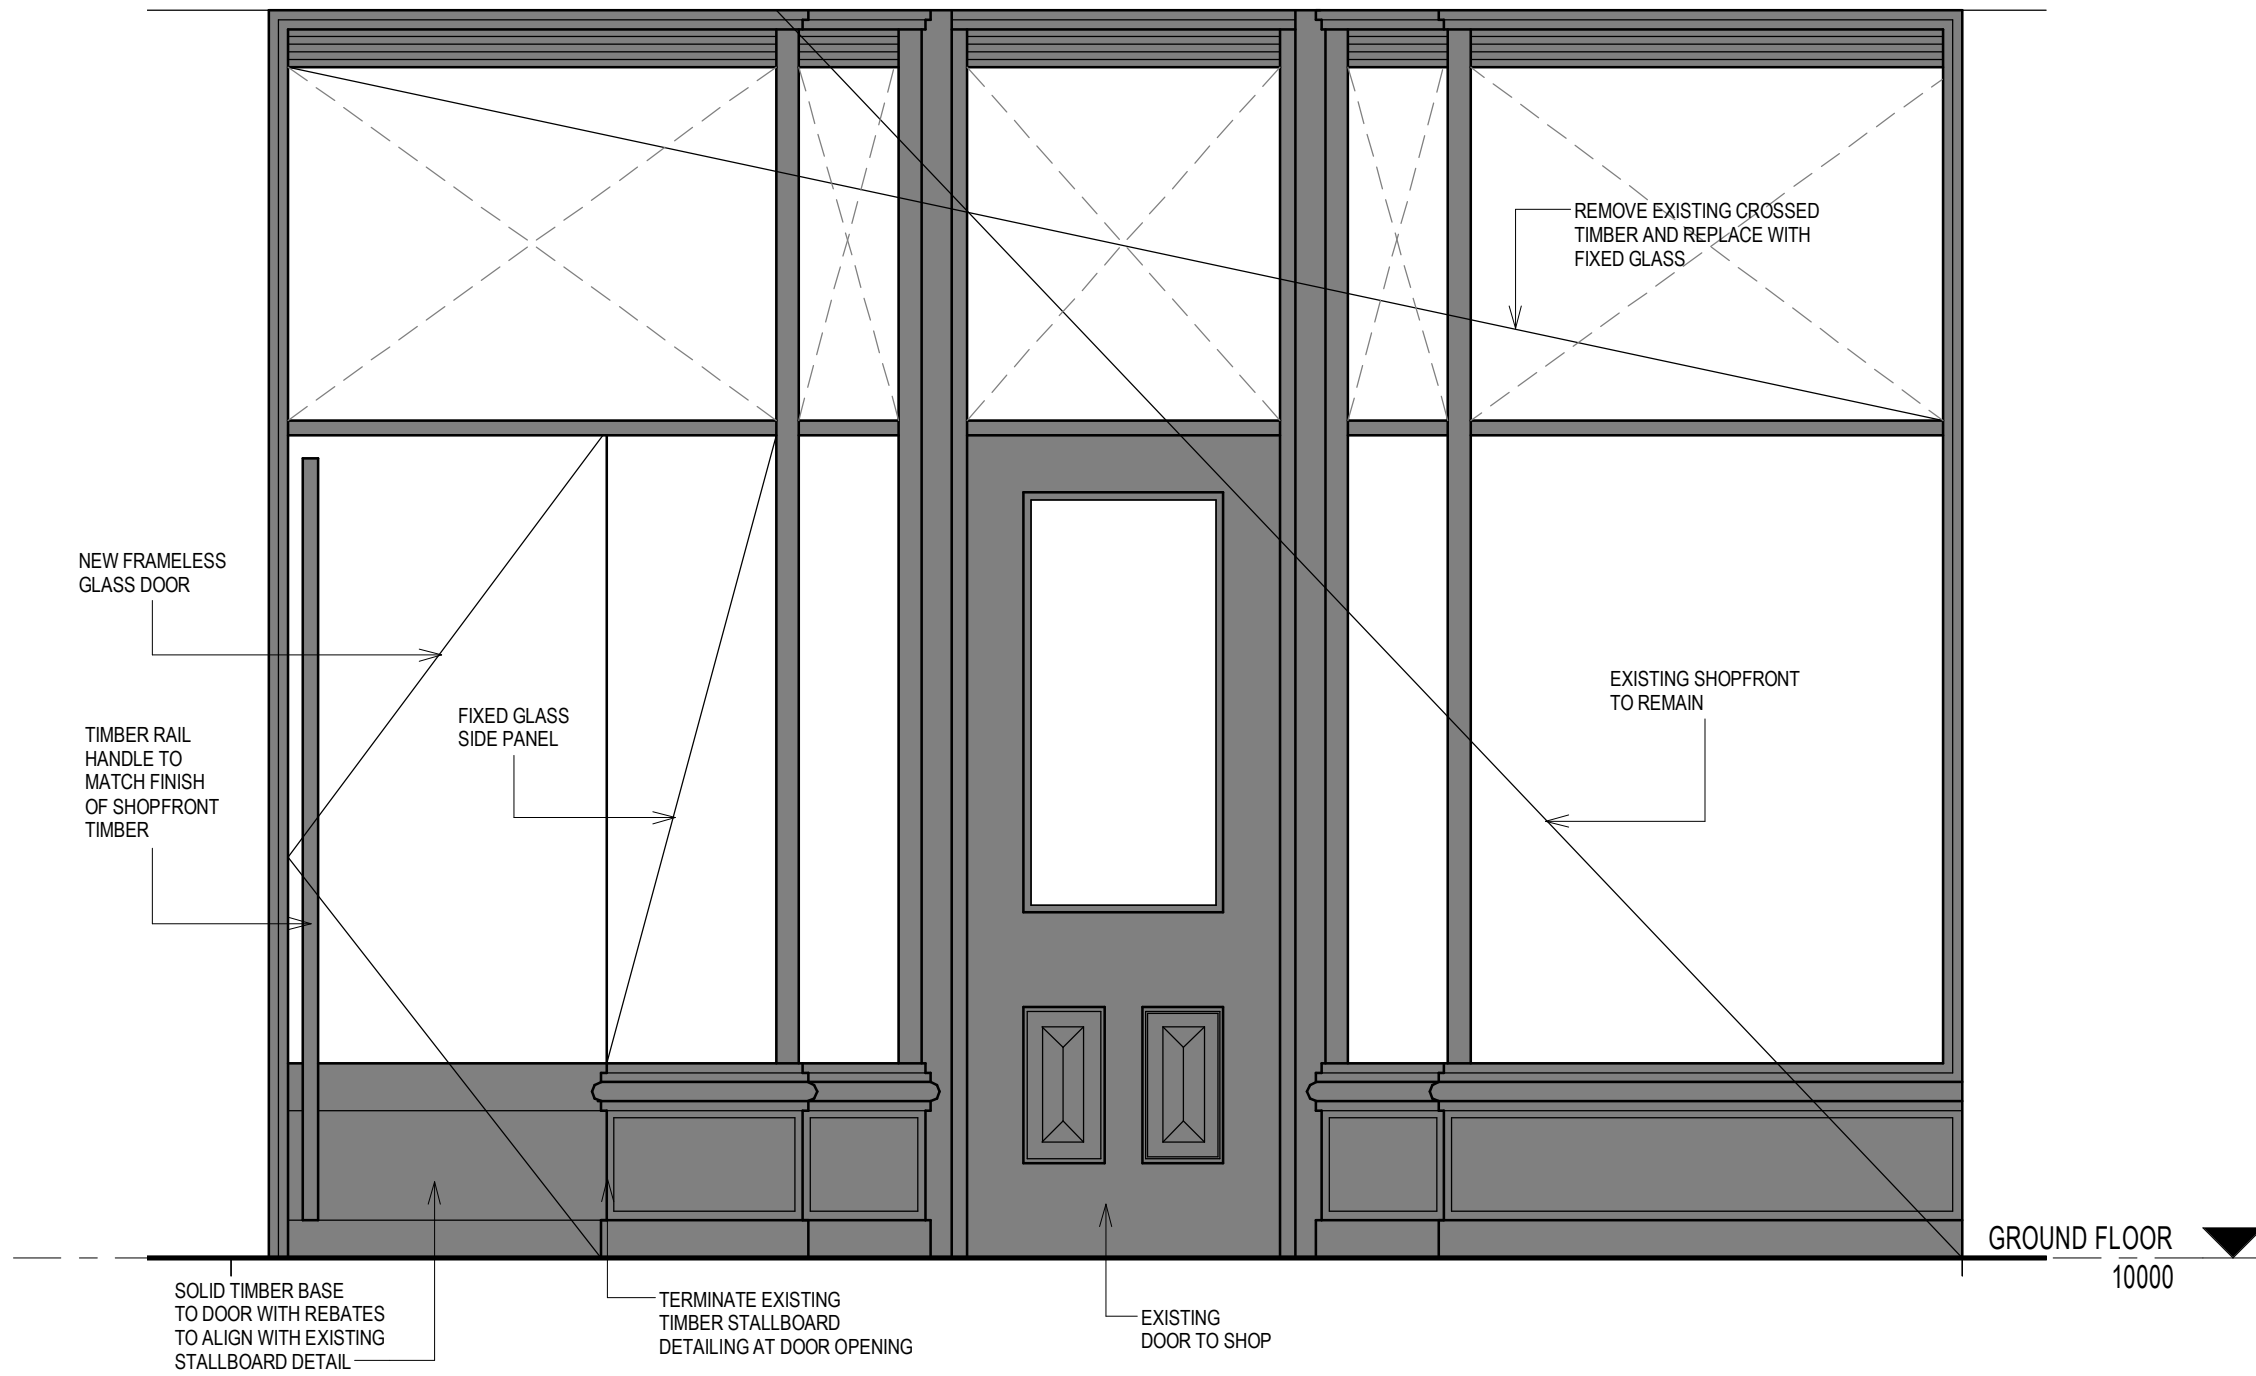 REMOVE EXISTING CROSSED
TIMBER AND REPLACE WITH
FIXED GLASS
NEW FRAMELESS
GLASS DOOR
TIMBER RAIL
HANDLE TO
MATCH FINISH
OF SHOPFRONT
TIMBER
FIXED GLASS
SIDE PANEL
EXISTING SHOPFRONT
TO REMAIN
GROUND FLOOR
10000
SOLID TIMBER BASE
TO DOOR WITH REBATES
TO ALIGN WITH EXISTING
STALLBOARD DETAIL
TERMINATE EXISTING
TIMBER STALLBOARD
DETAILING AT DOOR OPENING
EXISTING
DOOR TO SHOP